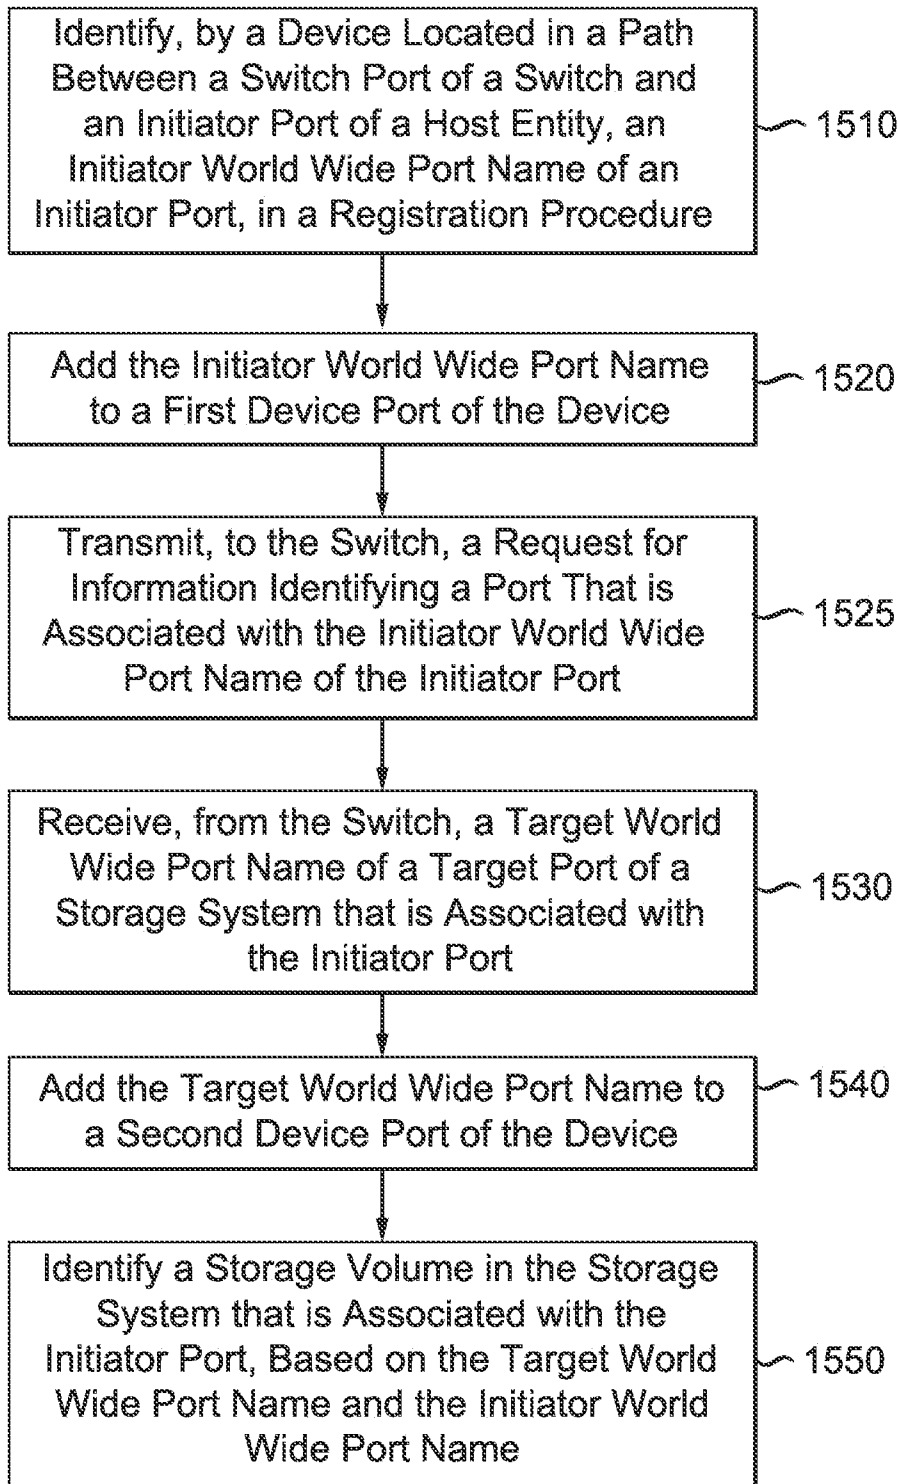 Identify, by a Device Located in a Path
Between a Switch Port of a Switch and
an Initiator Port of a Host Entity, an
Initiator World Wide Port Name of an
Initiator Port, in a Registration Procedure
1510
Add the Initiator World Wide Port Name
to a First Device Port of the Device
1520
Transmit, to the Switch, a Request for
Information Identifying a Port That is
Associated with the Initiator World Wide
Port Name of the Initiator Port
1525
Receive, from the Switch, a Target World
Wide Port Name of a Target Port of a
Storage System that is Associated with
the Initiator Port
1530
Add the Target World Wide Port Name to
a Second Device Port of the Device
1540
Identify a Storage Volume in the Storage
System that is Associated with the
Initiator Port, Based on the Target World
Wide Port Name and the Initiator World
Wide Port Name
1550